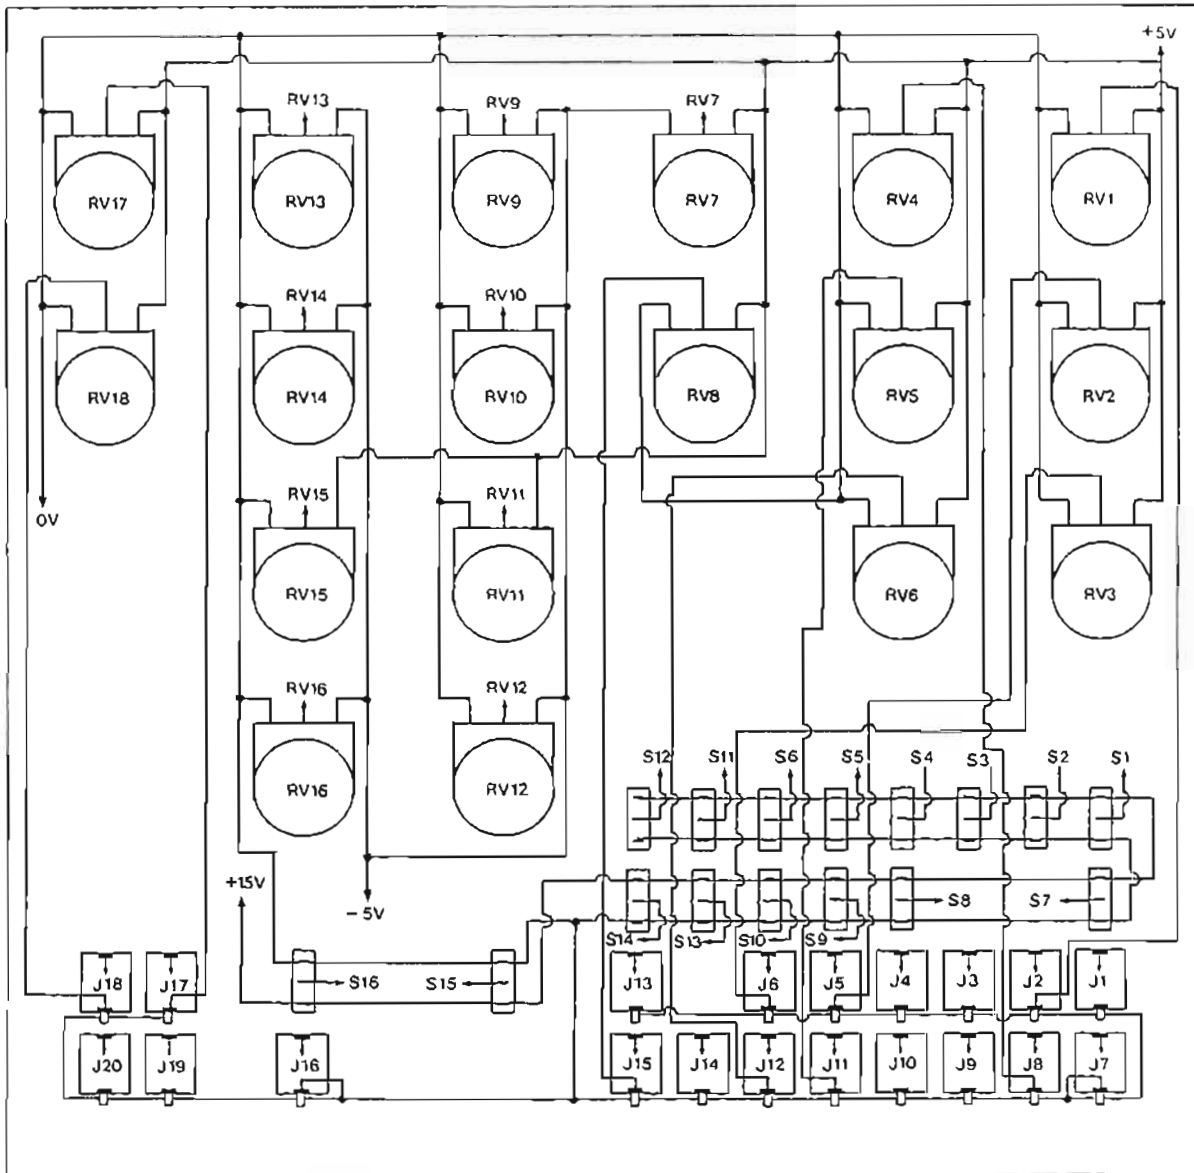 +5V
RV13 RV9 RV7
RV17 RV13 RV9 RV7 RV4 RV1
RV14 RV10
RV18 RV14 RV10 RV8 RV5 RV2
RV15 RV11
0V
RV15 RV11 RV6 RV3
RV16 RV12
RV16 RV12
S12 S11 S6 S5 S4 S3 S2 S1
+15V
-5V
S8 S7
S14 S13 S10 S9
S16 S15
J18 J17 J13 J6 J5 J4 J3 J2 J1
J20 J19 J16 J15 J14 J12 J11 J10 J9 J8 J7